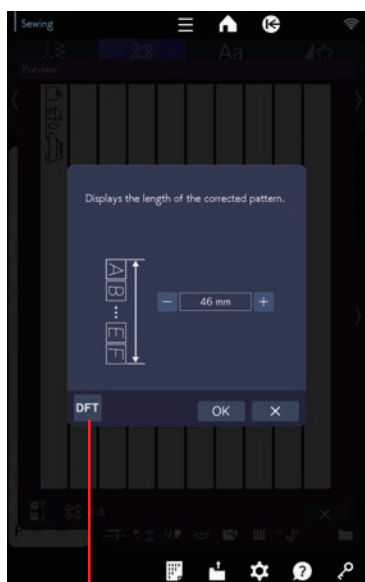 Sewing
Aa
Preview
Displays the length of the corrected pattern.
A
B
E
F
− 46 mm +
DFT
OK
×
×
?